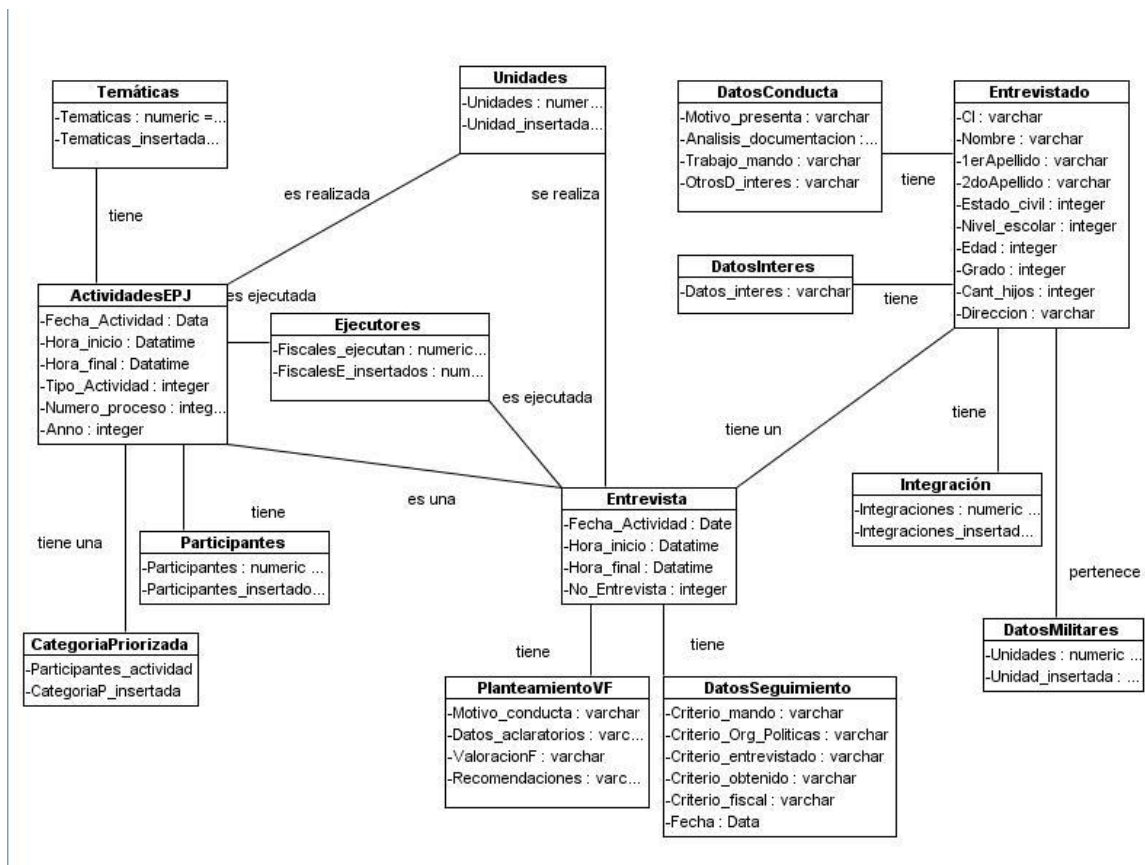 Temáticas
-Tematicas : numeric =...
-Tematicas_insertada...
Unidades
-Unidades : numer...
-Unidad_insertada...
DatosConducta
-Motivo_presenta : varchar
-Analisis_documentacion :...
-Trabajo_mando : varchar
-OtrosD_interes : varchar
Entrevistado
-CI : varchar
-Nombre : varchar
-1erApellido : varchar
-2doApellido : varchar
-Estado_civil : integer
-Nivel_escolar : integer
-Edad : integer
-Grado : integer
-Cant_hijos : integer
-Direccion : varchar
tiene
es realizada
se realiza
tiene
DatosInteres
-Datos_interes : varchar
tiene
ActividadesEPJ
-Fecha_Actividad : Data
-Hora_inicio : Datatime
-Hora_final : Datatime
-Tipo_Actividad : integer
-Numero_proceso : integ...
-Anno : integer
es ejecutada
Ejecutores
-Fiscales_ejecutan : numeric...
-FiscalesE_insertados : num...
es ejecutada
tiene un
tiene
es una
tiene
tiene una
Participantes
-Participantes : numeric ...
-Participantes_insertado...
Entrevista
-Fecha_Actividad : Date
-Hora_inicio : Datatime
-Hora_final : Datatime
-No_Entrevista : integer
Integración
-Integraciones : numeric ...
-Integraciones_insertad...
pertenece
CategoriaPriorizada
-Participantes_actividad
-CategoriaP_insertada
tiene
tiene
DatosMilitares
-Unidades : numeric ...
-Unidad_insertada : ...
PlanteamientoVF
-Motivo_conducta : varchar
-Datos_aclaratorios : varc...
-ValoracionF : varchar
-Recomendaciones : varc...
DatosSeguimiento
-Criterio_mando : varchar
-Criterio_Org_Politicas : varchar
-Criterio_entrevistado : varchar
-Criterio_obtenido : varchar
-Criterio_fiscal : varchar
-Fecha : Data